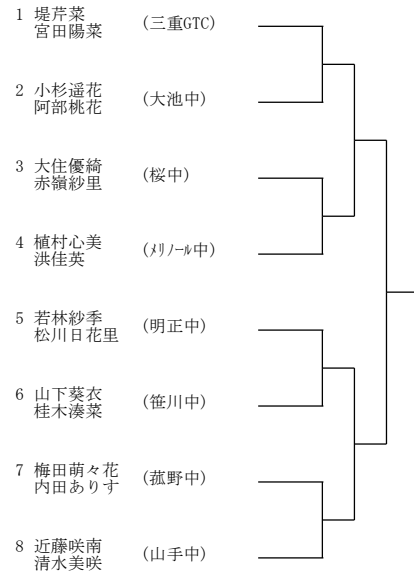 1 堤芹菜
宮田陽菜 (三重GTC)
2 小杉遥花
阿部桃花 (大池中)
3 大住優綺
赤嶺紗里 (桜中)
4 植村心美
洪佳英 (ﾒﾘﾉｰﾙ中)
5 若林紗季
松川日花里 (明正中)
6 山下葵衣
桂木湊菜 (笹川中)
7 梅田萌々花
内田ありす (菰野中)
8 近藤咲南
清水美咲 (山手中)